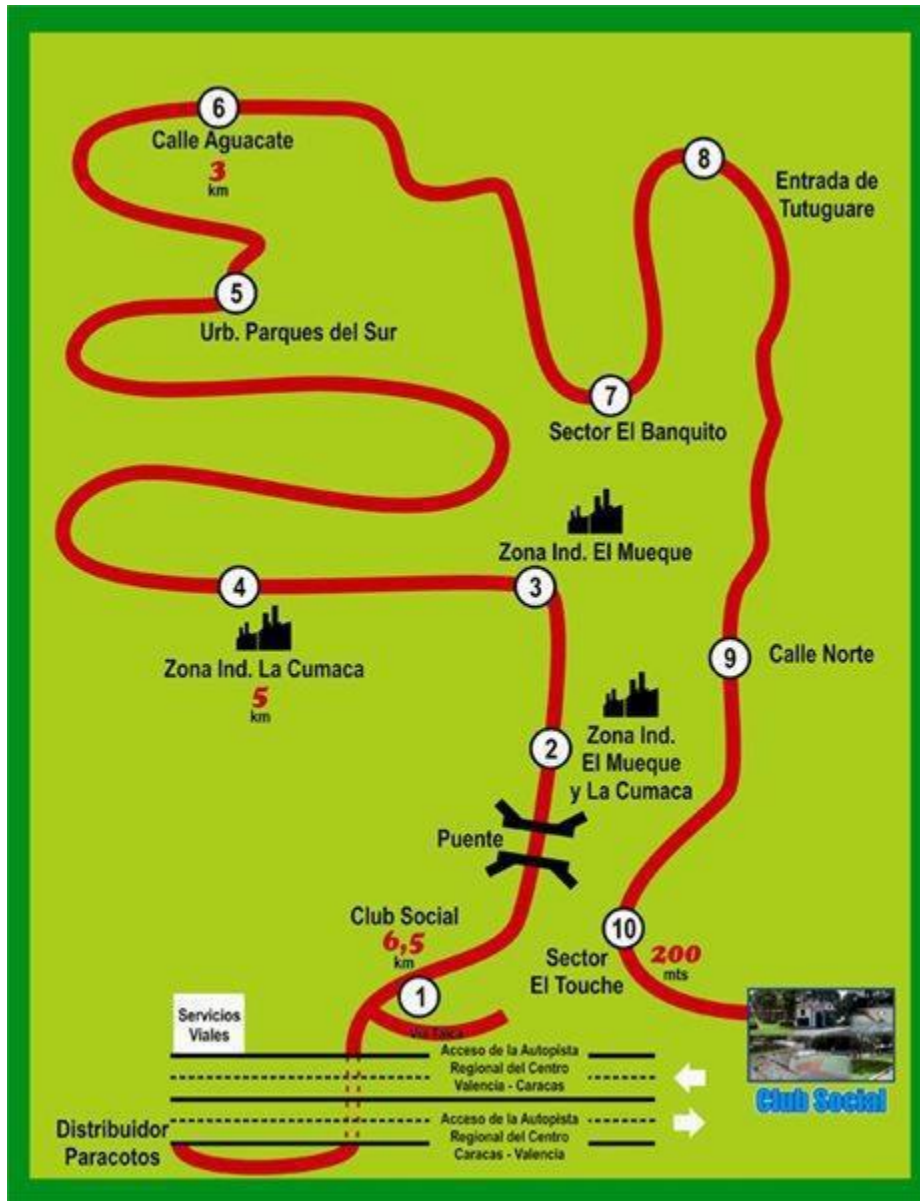 6
Calle Aguacate
3
km
8
Entrada de
Tutuguare
5
Urb. Parques del Sur
7
Sector El Banquito
Zona Ind. El Mueque
4
3
Zona Ind. La Cumaca
5
km
9
Calle Norte
2
Zona Ind.
El Mueque
y La Cumaca
Puente
Club Social
6,5
km
10
Sector
El Touche
200
mts
1
Servicios
Viales
Acceso de la Autopista
Regional del Centro
Valencia - Caracas
Club Social
Distribuidor
Paracotos
Acceso de la Autopista
Regional del Centro
Caracas - Valencia